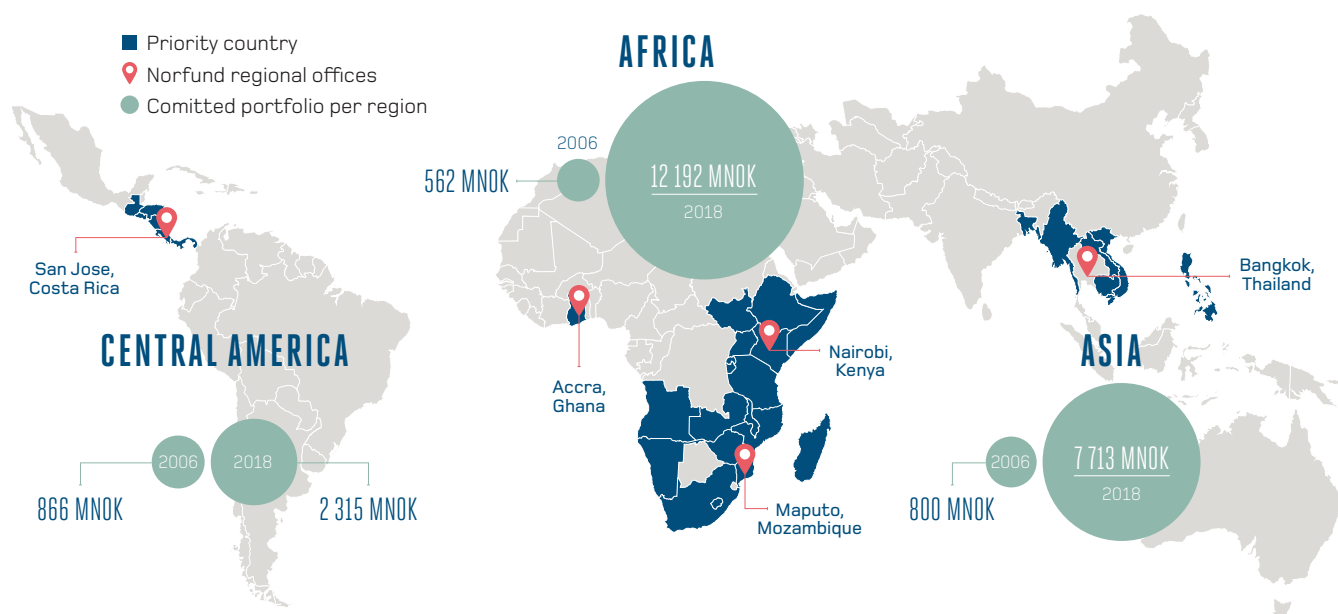 Priority country
Norfund regional offices
Comitted portfolio per region
AFRICA
2006
562 MNOK
12 192 MNOK
2018
San Jose,
Costa Rica
Bangkok,
Thailand
CENTRAL AMERICA
Accra,
Ghana
Nairobi,
Kenya
ASIA
2006
2018
866 MNOK
2 315 MNOK
Maputo,
Mozambique
2006
800 MNOK
7 713 MNOK
2018